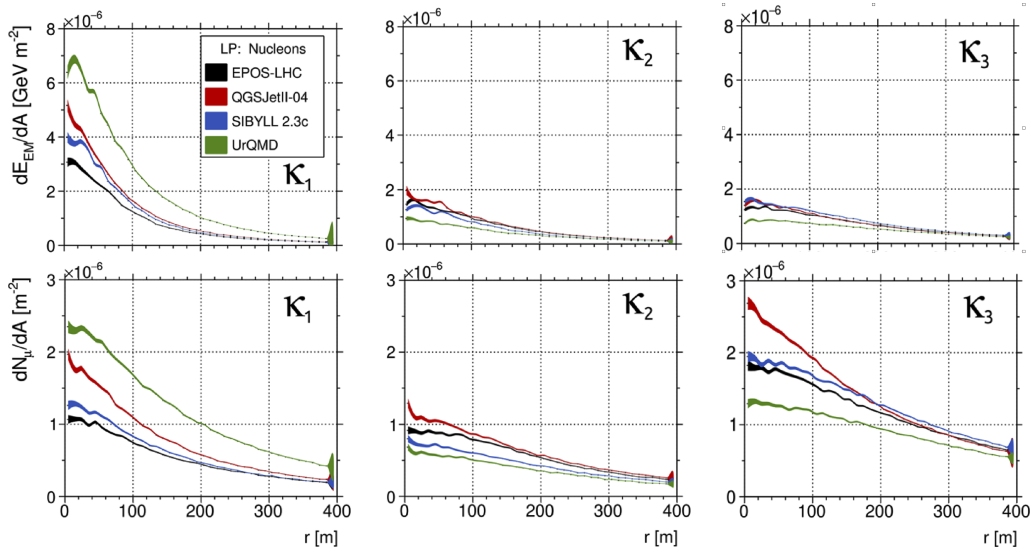 ×10⁻⁶ ×10⁻⁶ ×10⁻⁶
dE_EM/dA [GeV m⁻²]
8 8 8
6 6 6
4 4 4
2 2 2
0 0 0
LP: Nucleons
EPOS-LHC
QGSJetII-04
SIBYLL 2.3c
UrQMD
κ₁ κ₂ κ₃
×10⁻⁶ ×10⁻⁶ ×10⁻⁶
dN_μ/dA [m⁻²]
3 3 3
2 2 2
1 1 1
0 0 0
κ₁ κ₂ κ₃
0 100 200 300 400 0 100 200 300 400 0 100 200 300 400
r [m] r [m] r [m]